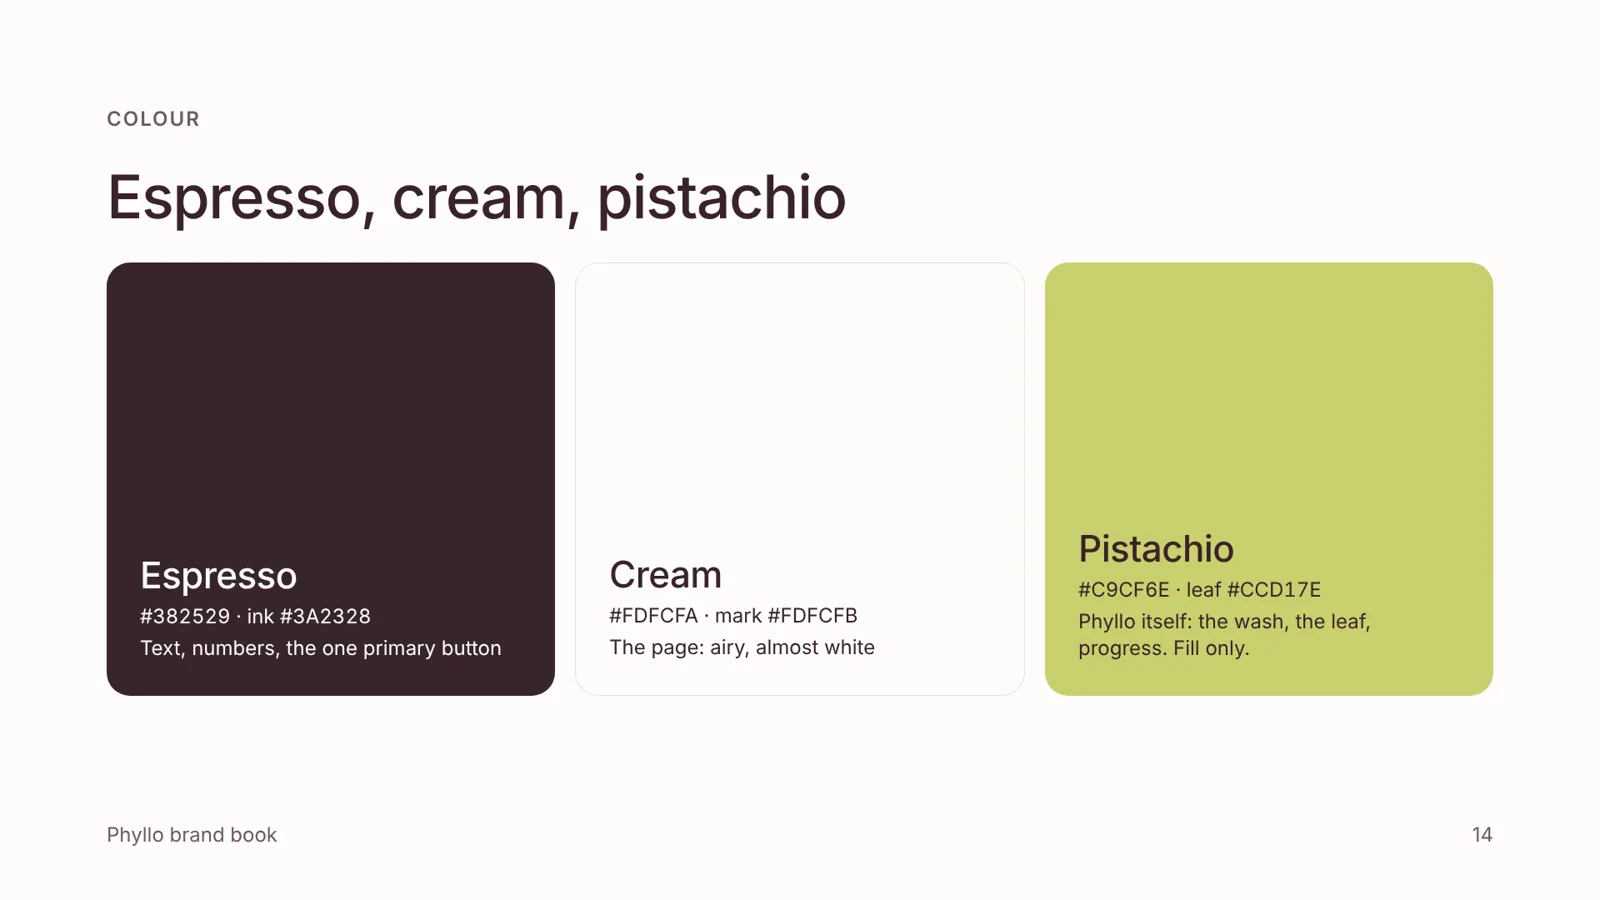 COLOUR
Espresso, cream, pistachio
Espresso
#382529 · ink #3A2328
Text, numbers, the one primary button
Cream
#FDFCFA · mark #FDFCFB
The page: airy, almost white
Pistachio
#C9CF6E · leaf #CCD17E
Phyllo itself: the wash, the leaf,
progress. Fill only.
Phyllo brand book
14